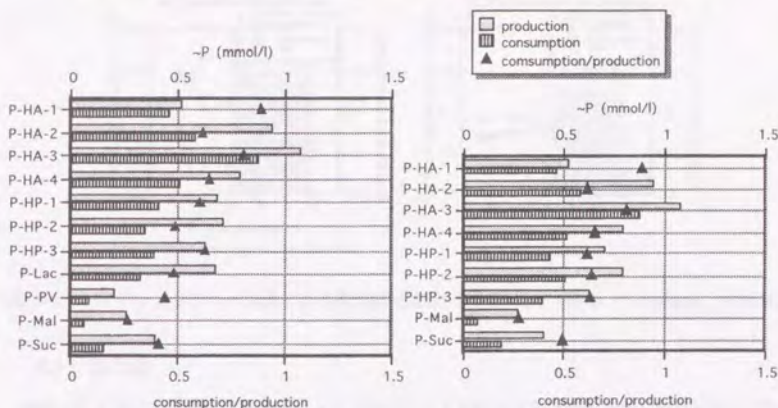 production
consumption
comsumption/production
~P (mmol/l)
0 0.5 1 1.5
P-HA-1
P-HA-2
P-HA-3
P-HA-4
P-HP-1
P-HP-2
P-HP-3
P-Lac
P-PV
P-Mal
P-Suc
0 0.5 1 1.5
consumption/production
~P (mmol/l)
0 0.5 1 1.5
P-HA-1
P-HA-2
P-HA-3
P-HA-4
P-HP-1
P-HP-2
P-HP-3
P-Mal
P-Suc
0 0.5 1 1.5
consumption/production